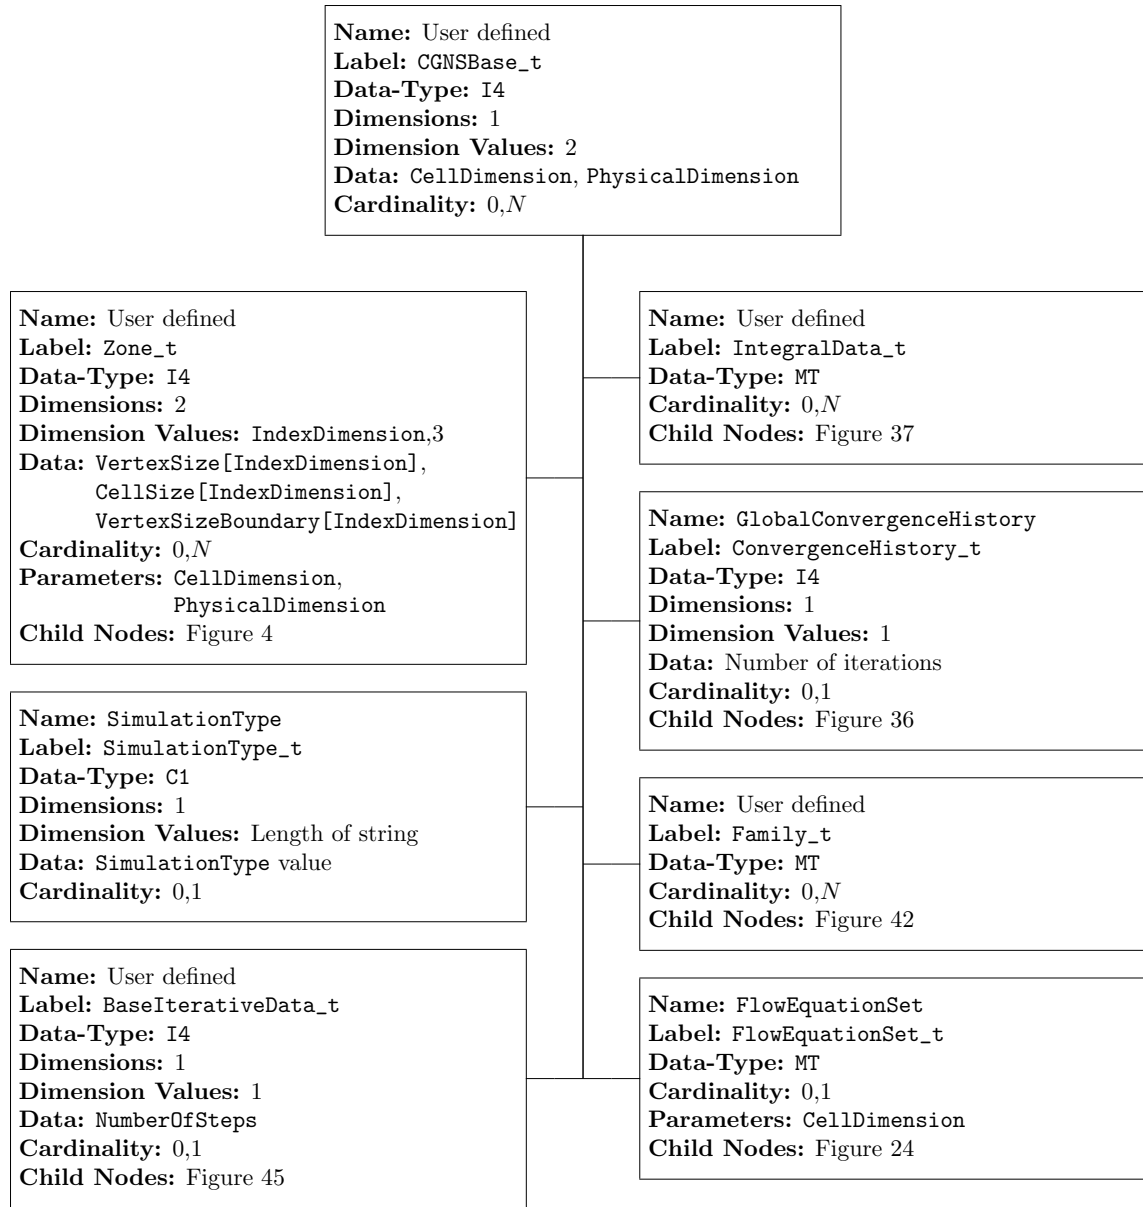 Name: User defined
Label: CGNSBase_t
Data-Type: I4
Dimensions: 1
Dimension Values: 2
Data: CellDimension, PhysicalDimension
Cardinality: 0,N
Name: User defined
Label: Zone_t
Data-Type: I4
Dimensions: 2
Dimension Values: IndexDimension,3
Data: VertexSize[IndexDimension],
CellSize[IndexDimension],
VertexSizeBoundary[IndexDimension]
Cardinality: 0,N
Parameters: CellDimension,
PhysicalDimension
Child Nodes: Figure 4
Name: SimulationType
Label: SimulationType_t
Data-Type: C1
Dimensions: 1
Dimension Values: Length of string
Data: SimulationType value
Cardinality: 0,1
Name: User defined
Label: BaseIterativeData_t
Data-Type: I4
Dimensions: 1
Dimension Values: 1
Data: NumberOfSteps
Cardinality: 0,1
Child Nodes: Figure 45
Name: User defined
Label: IntegralData_t
Data-Type: MT
Cardinality: 0,N
Child Nodes: Figure 37
Name: GlobalConvergenceHistory
Label: ConvergenceHistory_t
Data-Type: I4
Dimensions: 1
Dimension Values: 1
Data: Number of iterations
Cardinality: 0,1
Child Nodes: Figure 36
Name: User defined
Label: Family_t
Data-Type: MT
Cardinality: 0,N
Child Nodes: Figure 42
Name: FlowEquationSet
Label: FlowEquationSet_t
Data-Type: MT
Cardinality: 0,1
Parameters: CellDimension
Child Nodes: Figure 24